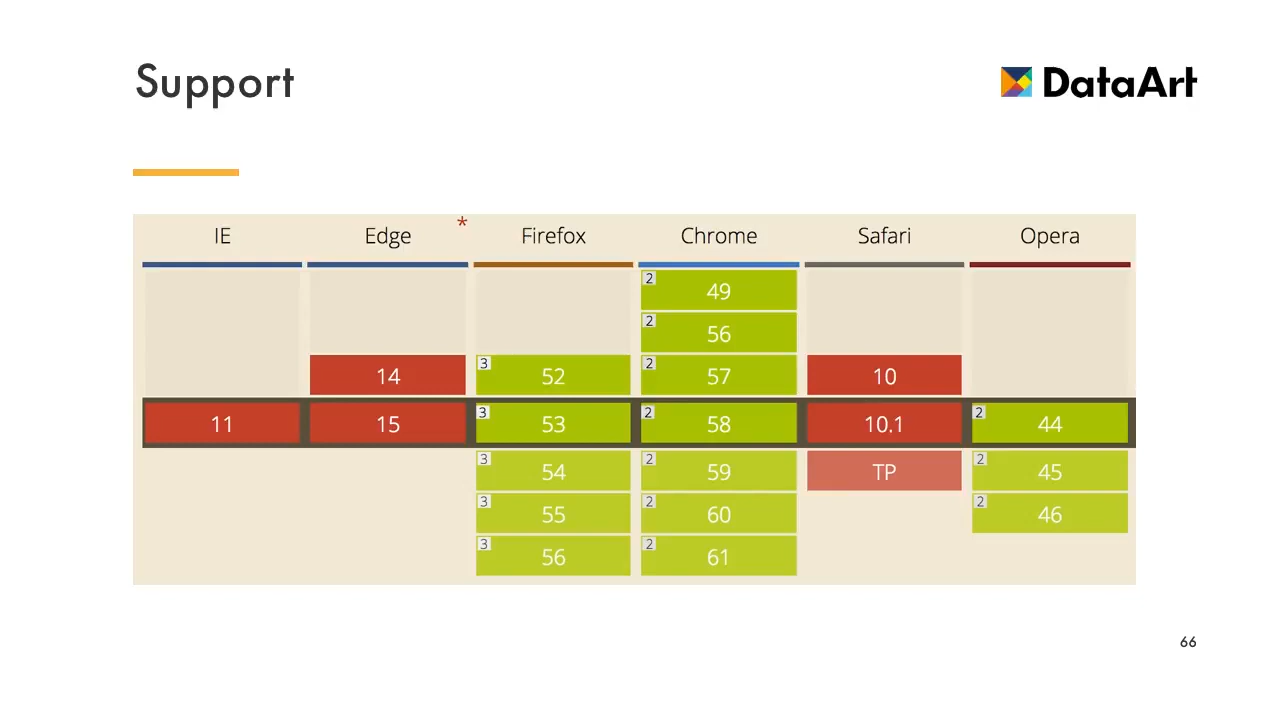 Support
DataArt
IE Edge * Firefox Chrome Safari Opera
2 49
2 56
14 3 52 2 57 10
11 15 3 53 2 58 10.1 2 44
3 54 2 59 TP 2 45
3 55 2 60 2 46
3 56 2 61
66